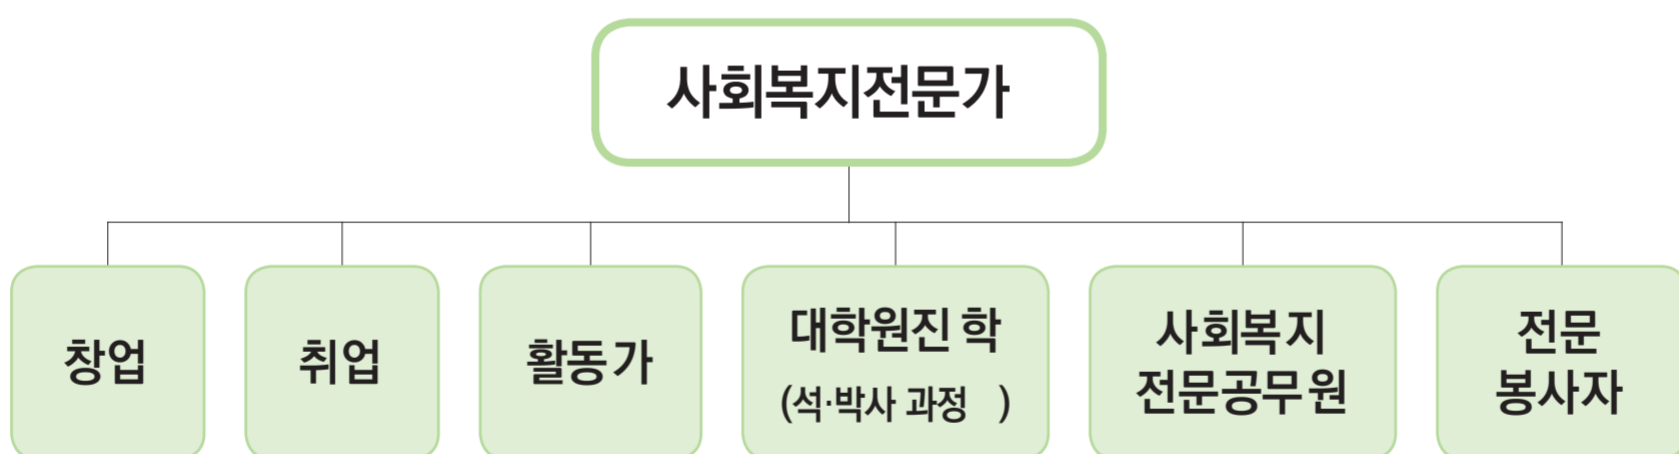 사회복지전문가
창업
취업
활동가
대학원진 학
(석·박사 과정 )
사회복지
전문공무원
전문
봉사자